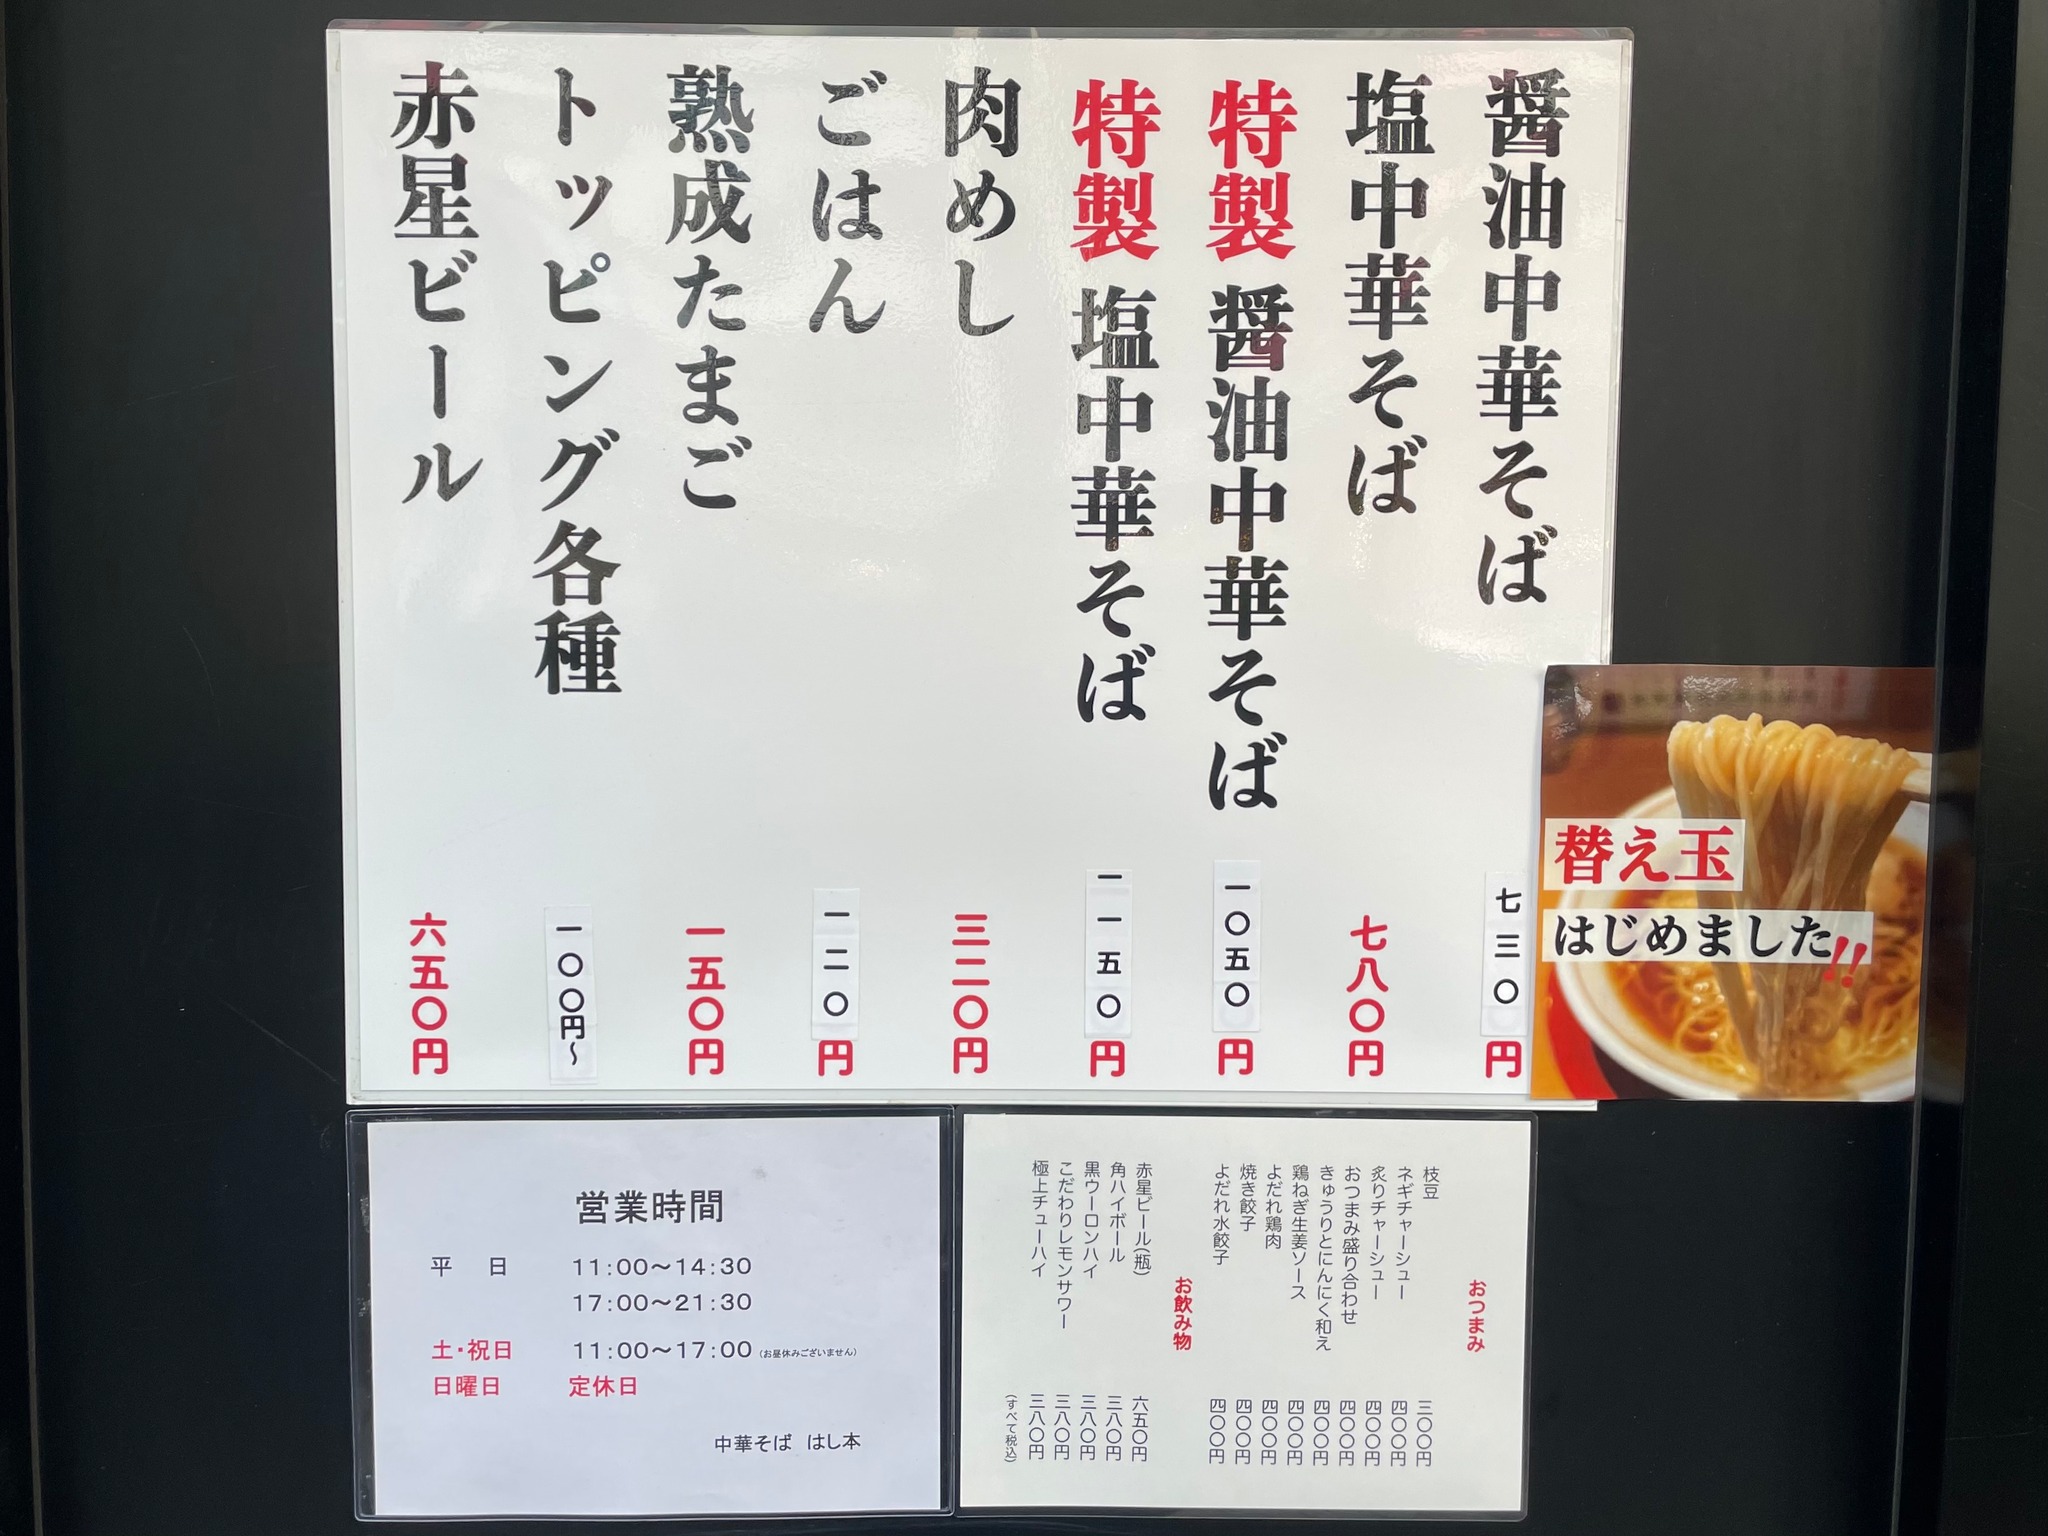 醤油中華そば 七三〇円
塩中華そば 七八〇円
特製 醤油中華そば 一〇五〇円
特製 塩中華そば 一一五〇円
肉めし 三二〇円
ごはん 一二〇円
熟成たまご 一五〇円
トッピング各種 一〇〇円〜
赤星ビール 六五〇円
替え玉
はじめました!!
おつまみ
枝豆 三〇〇円
ネギチャーシュー 四〇〇円
炙りチャーシュー 四〇〇円
おつまみ盛り合わせ 四〇〇円
きゅうりとにんにく和え 四〇〇円
鶏ねぎ生姜ソース 四〇〇円
よだれ鶏肉 四〇〇円
焼き餃子 四〇〇円
よだれ水餃子 四〇〇円
お飲み物
赤星ビール(瓶) 六五〇円
角ハイボール 三八〇円
黒ウーロンハイ 三八〇円
こだわりレモンサワー 三八〇円
極上チューハイ 三八〇円
(すべて税込)
営業時間
平 日 11:00〜14:30
17:00〜21:30
土・祝日 11:00〜17:00(お昼休みございません)
日曜日 定休日
中華そば はし本